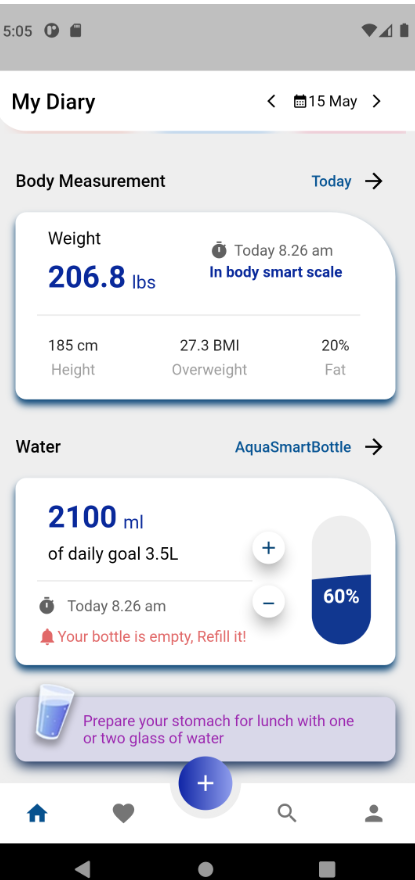 5:05
My Diary
15 May
Body Measurement
Today
Weight
206.8 lbs
Today 8.26 am
In body smart scale
185 cm
27.3 BMI
20%
Height
Overweight
Fat
Water
AquaSmartBottle
2100 ml
of daily goal 3.5L
+
60%
Today 8.26 am
−
Your bottle is empty, Refill it!
Prepare your stomach for lunch with one
or two glass of water
+